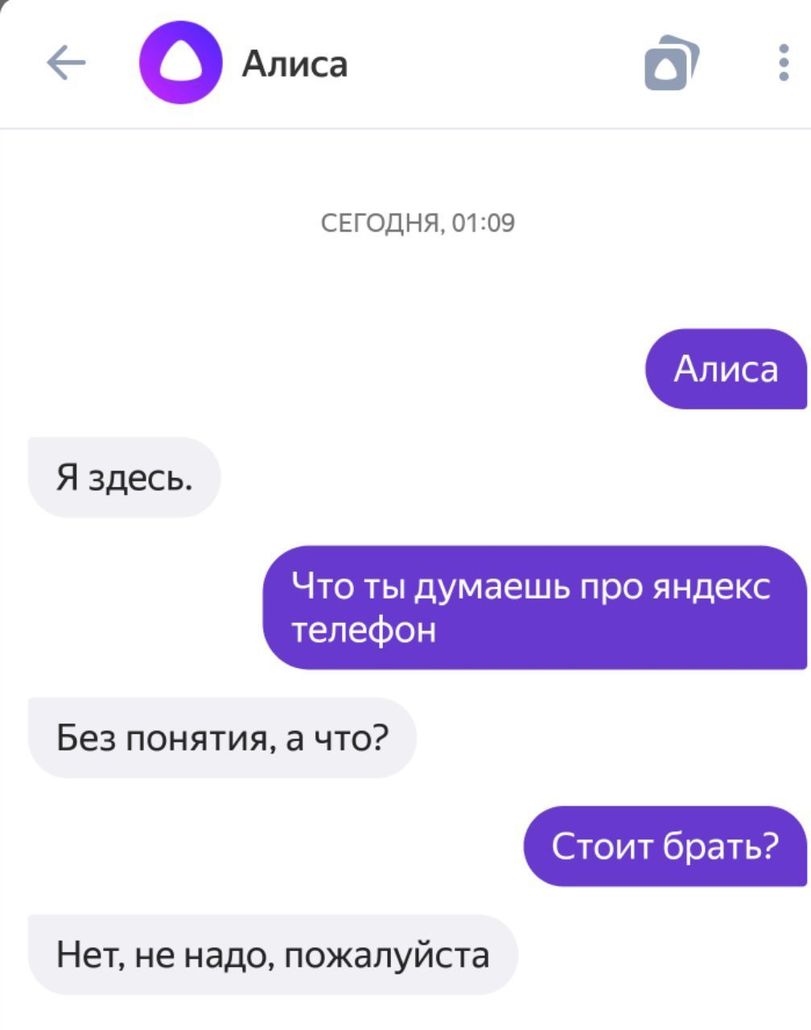 Алиса
СЕГОДНЯ, 01:09
Алиса
Я здесь.
Что ты думаешь про яндекс
телефон
Без понятия, а что?
Стоит брать?
Нет, не надо, пожалуйста